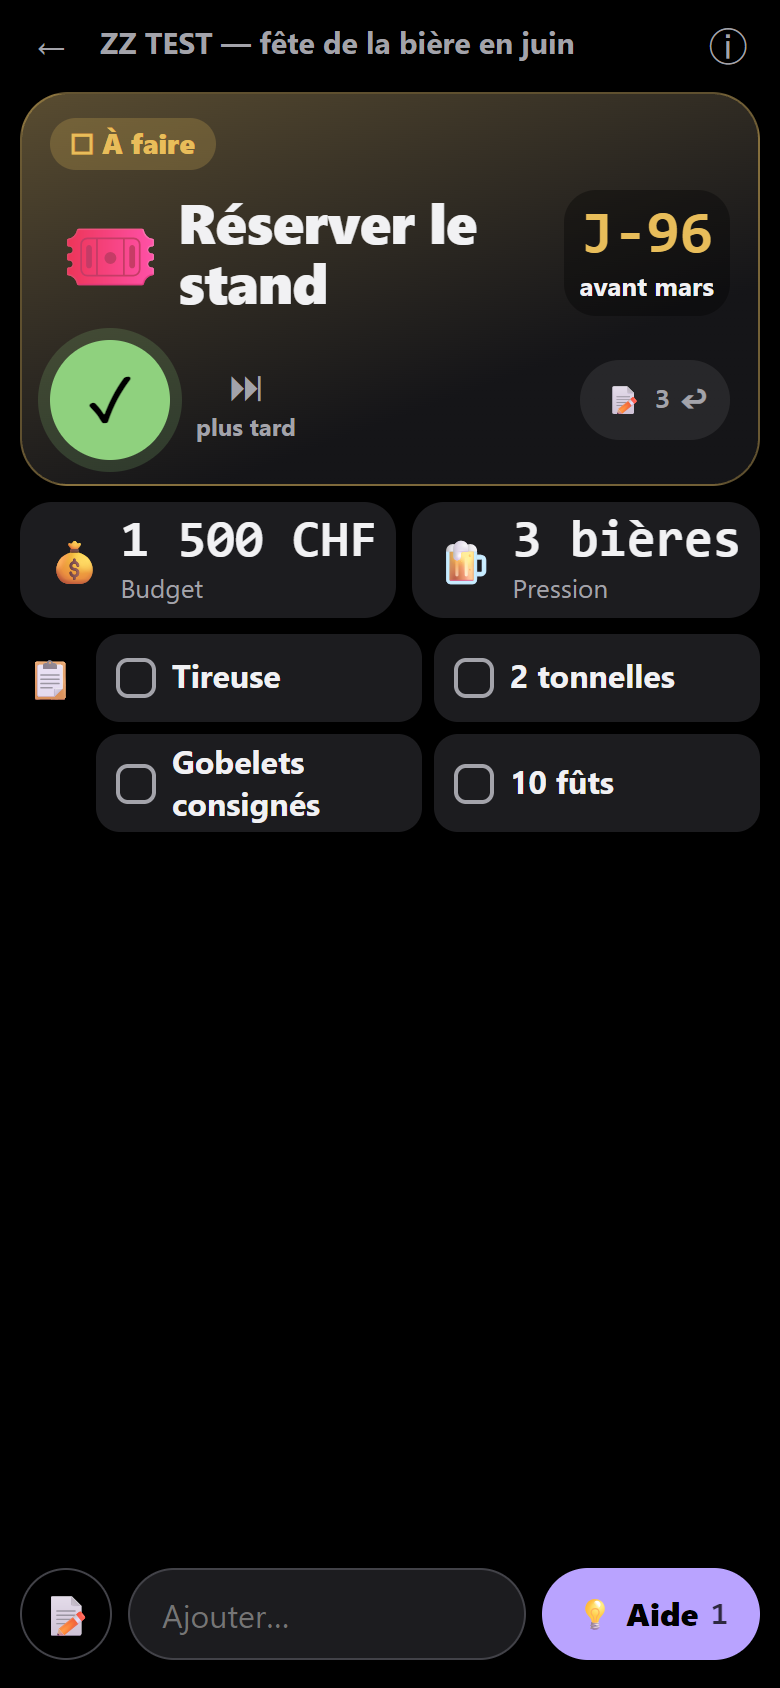 ← ZZ TEST — fête de la bière en juin ⓘ
☐ À faire
Réserver le
stand
J-96
avant mars
✓
plus tard
3
1 500 CHF
Budget
3 bières
Pression
Tireuse
2 tonnelles
Gobelets
consignés
10 fûts
Ajouter...
Aide 1